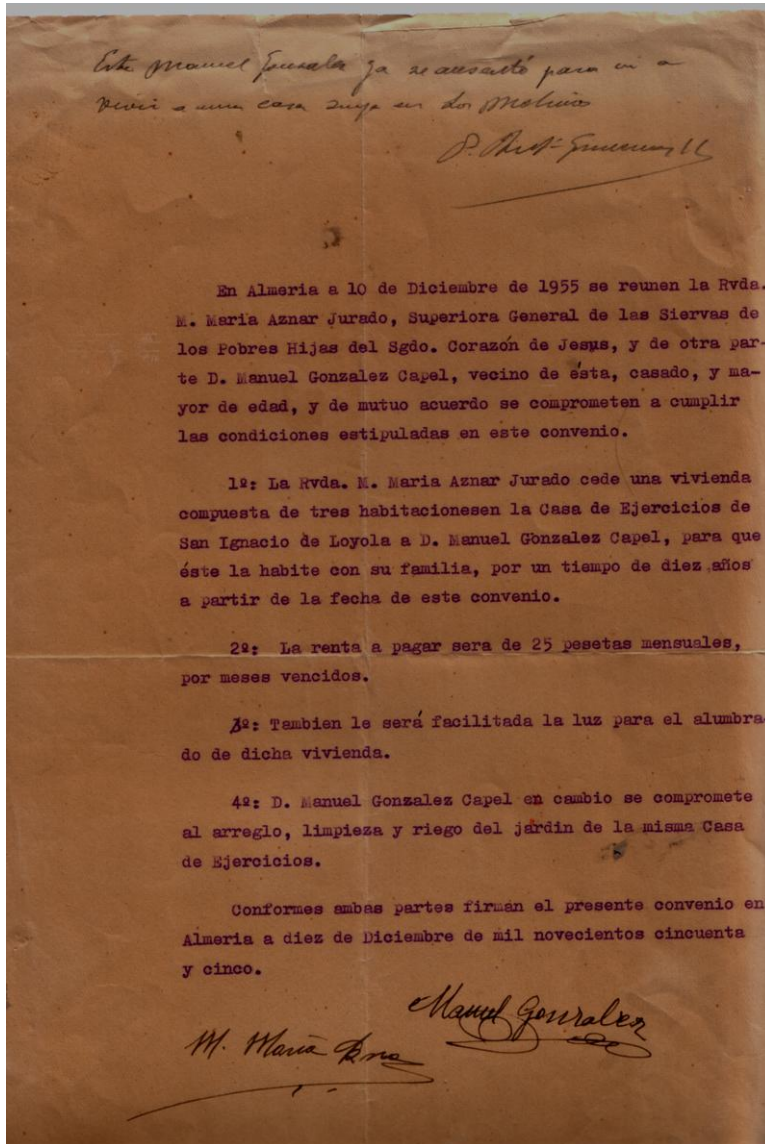 Este Manuel Gonzalez ya se ausentó para ir a
vivir a una casa suya en Los Molinos
En Almeria a 10 de Diciembre de 1955 se reunen la Rvda.
M. Maria Aznar Jurado, Superiora General de las Siervas de
los Pobres Hijas del Sgdo. Corazón de Jesus, y de otra par-
te D. Manuel Gonzalez Capel, vecino de ésta, casado, y ma-
yor de edad, y de mutuo acuerdo se comprometen a cumplir
las condiciones estipuladas en este convenio.
1º: La Rvda. M. Maria Aznar Jurado cede una vivienda
compuesta de tres habitacionesen la Casa de Ejercicios de
San Ignacio de Loyola a D. Manuel Gonzalez Capel, para que
éste la habite con su familia, por un tiempo de diez años
a partir de la fecha de este convenio.
2º: La renta a pagar sera de 25 pesetas mensuales,
por meses vencidos.
3º: Tambien le será facilitada la luz para el alumbra
do de dicha vivienda.
4º: D. Manuel Gonzalez Capel en cambio se compromete
al arreglo, limpieza y riego del jardin de la misma Casa
de Ejercicios.
Conformes ambas partes firman el presente convenio en
Almeria a diez de Diciembre de mil novecientos cincuenta
y cinco.
Manuel Gonzalez
M. Maria